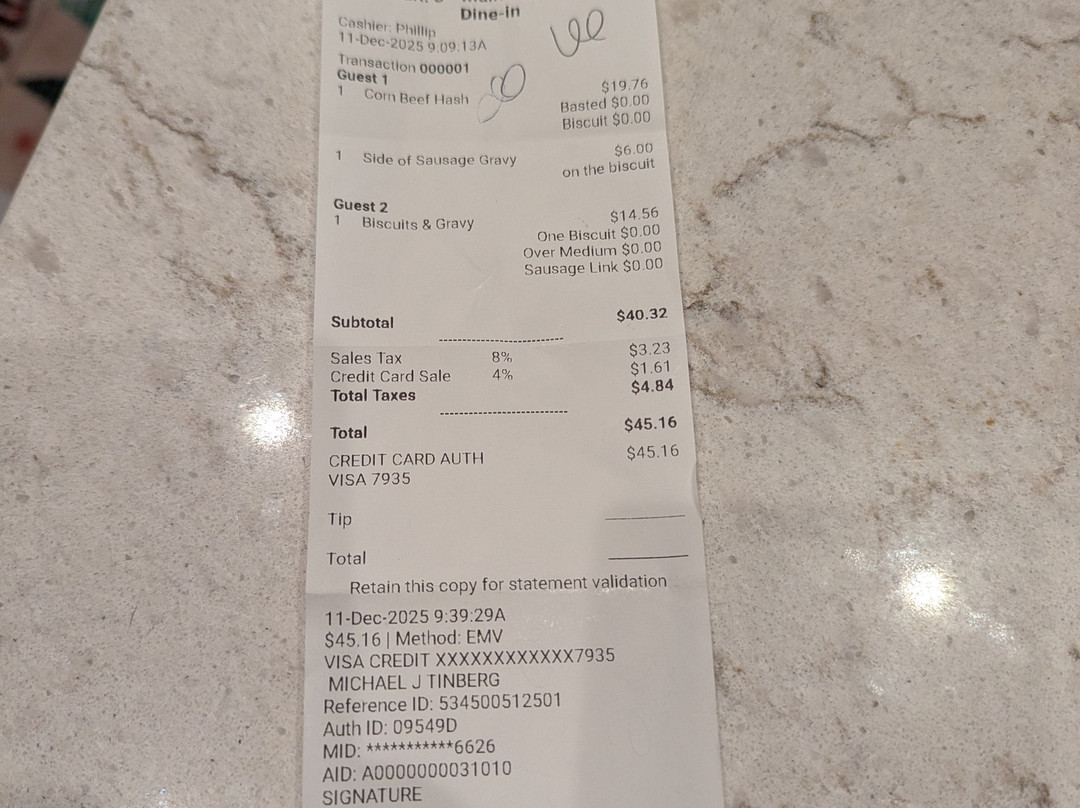 Dine-in
Cashier: Phillip
11-Dec-2025 9:09:13A
Transaction 000001
Guest 1
1 Corn Beef Hash $19.76
Basted $0.00
Biscuit $0.00
1 Side of Sausage Gravy $6.00
on the biscuit
Guest 2
1 Biscuits & Gravy $14.56
One Biscuit $0.00
Over Medium $0.00
Sausage Link $0.00
Subtotal $40.32
Sales Tax 8% $3.23
Credit Card Sale 4% $1.61
Total Taxes $4.84
Total $45.16
CREDIT CARD AUTH $45.16
VISA 7935
Tip
Total
Retain this copy for statement validation
11-Dec-2025 9:39:29A
$45.16 | Method: EMV
VISA CREDIT XXXXXXXXXXXX7935
MICHAEL J TINBERG
Reference ID: 534500512501
Auth ID: 09549D
MID: ***********6626
AID: A0000000031010
SIGNATURE